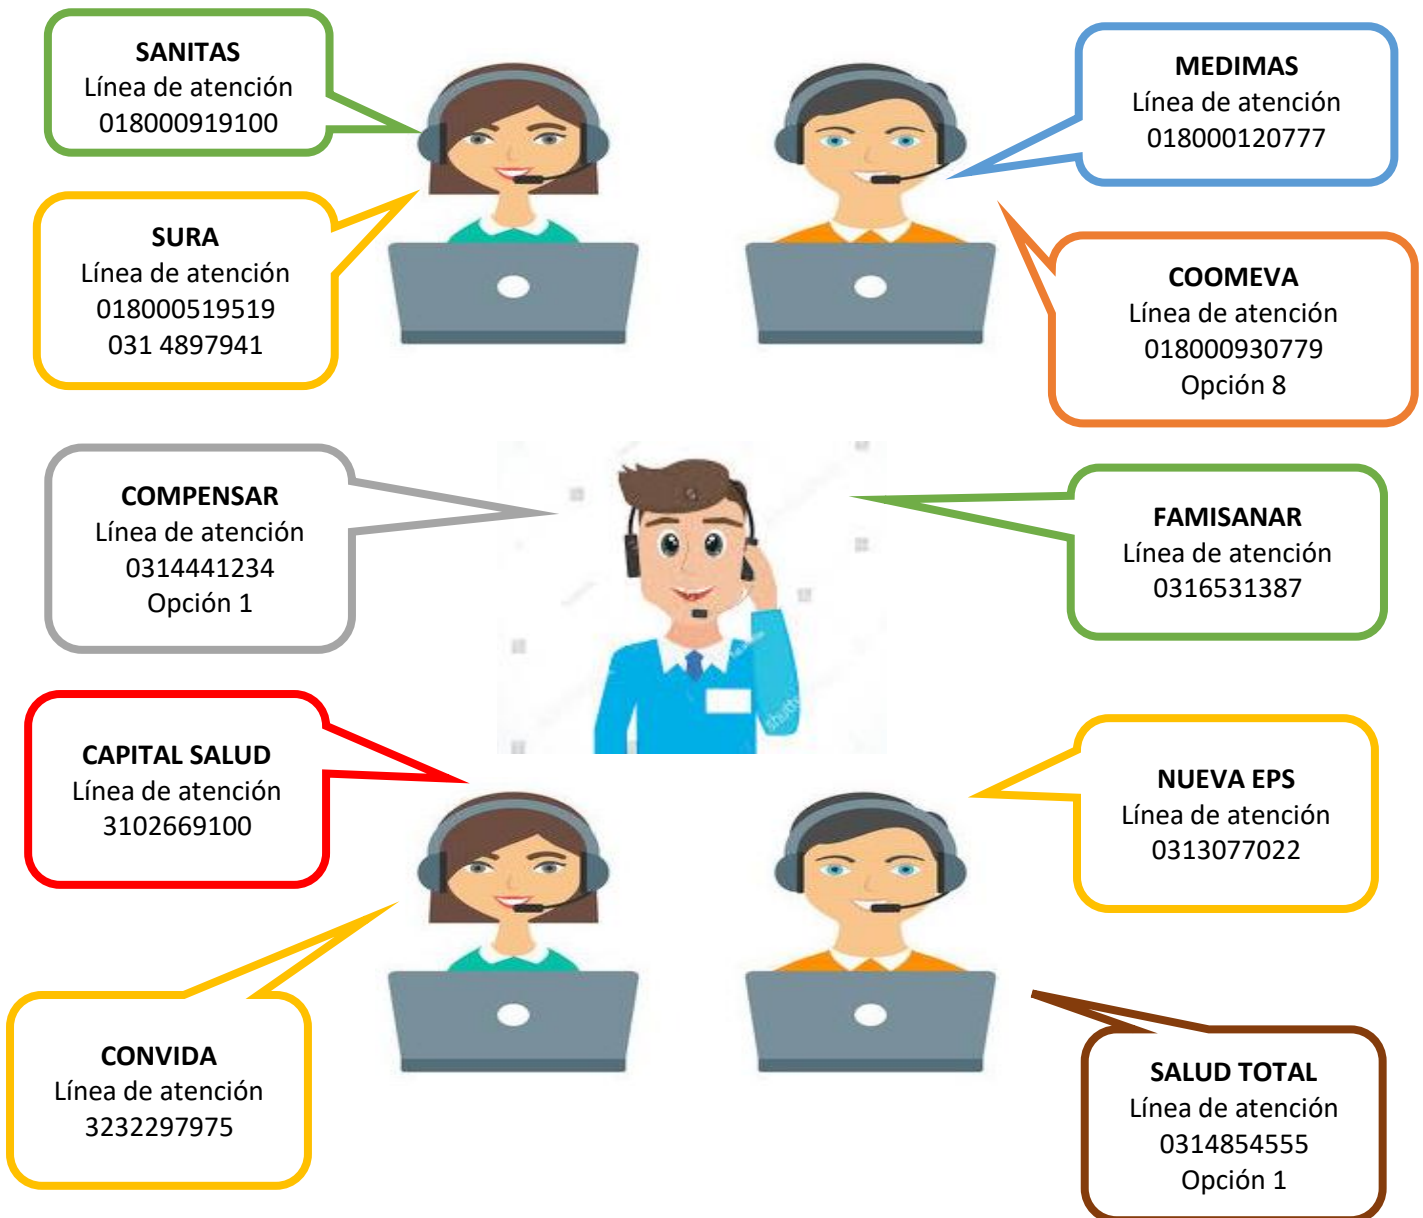 SANITAS
Línea de atención
018000919100
MEDIMAS
Línea de atención
018000120777
SURA
Línea de atención
018000519519
031 4897941
COOMEVA
Línea de atención
018000930779
Opción 8
COMPENSAR
Línea de atención
0314441234
Opción 1
FAMISANAR
Línea de atención
0316531387
CAPITAL SALUD
Línea de atención
3102669100
NUEVA EPS
Línea de atención
0313077022
CONVIDA
Línea de atención
3232297975
SALUD TOTAL
Línea de atención
0314854555
Opción 1